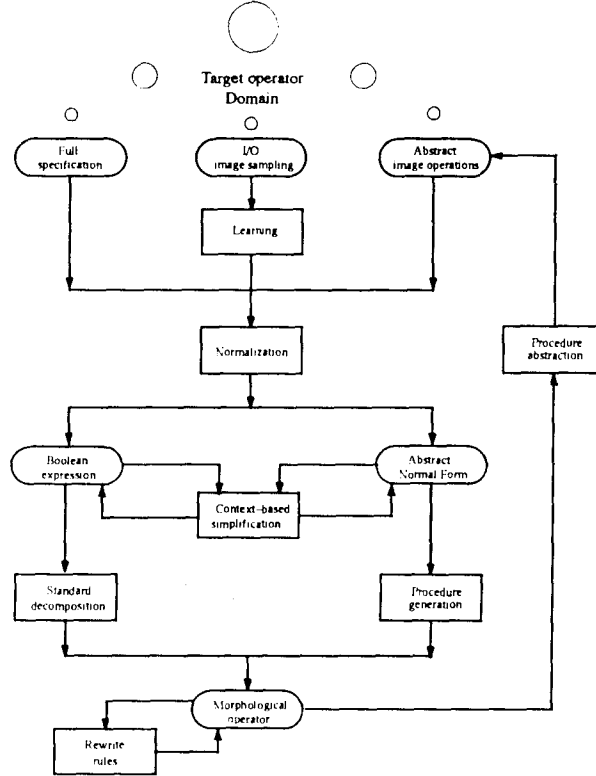 Target operator
Domain
Full
specification
I/O
image sampling
Abstract
image operations
Learning
Normalization
Procedure
abstraction
Boolean
expression
Abstract
Normal Form
Context-based
simplification
Standard
decomposition
Procedure
generation
Morphological
operator
Rewrite
rules